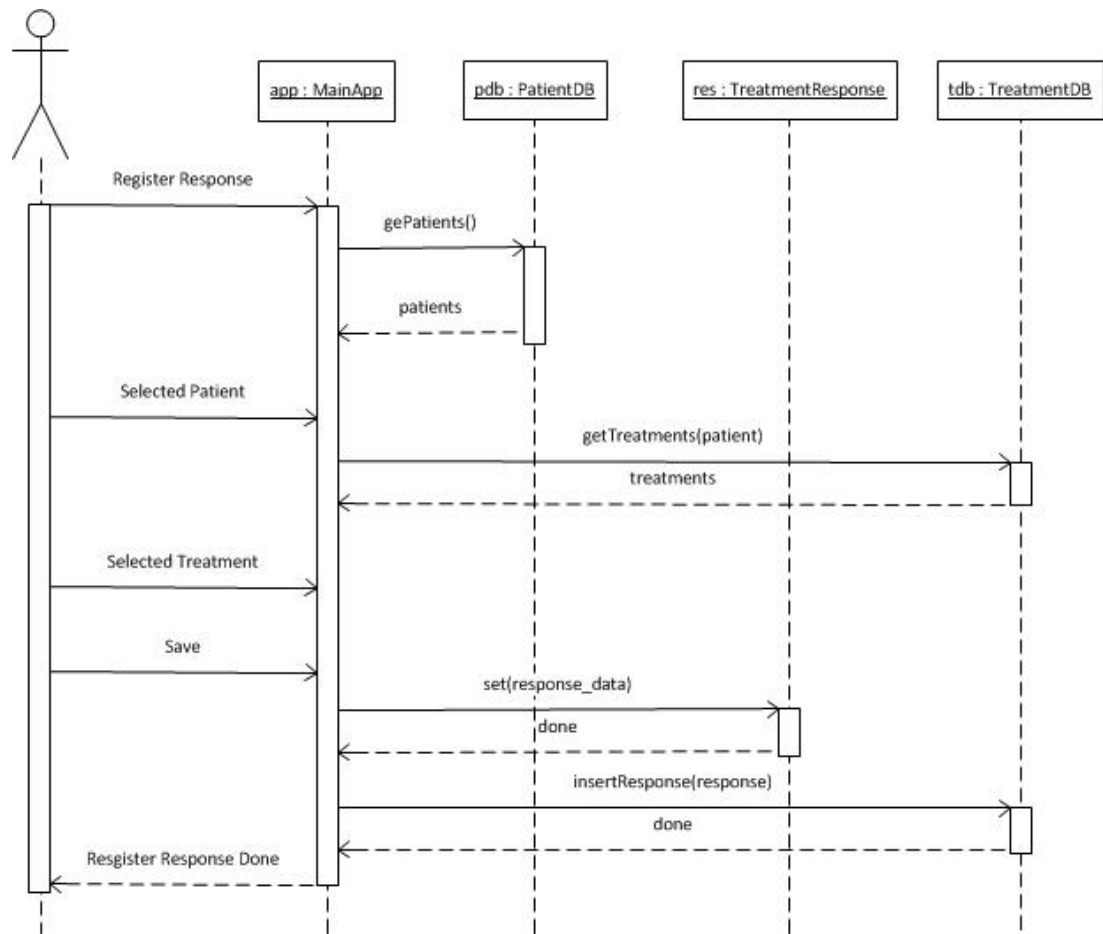 app : MainApp
pdb : PatientDB
res : TreatmentResponse
tdb : TreatmentDB
Register Response
gePatients()
patients
Selected Patient
getTreatments(patient)
treatments
Selected Treatment
Save
set(response_data)
done
insertResponse(response)
done
Resgister Response Done